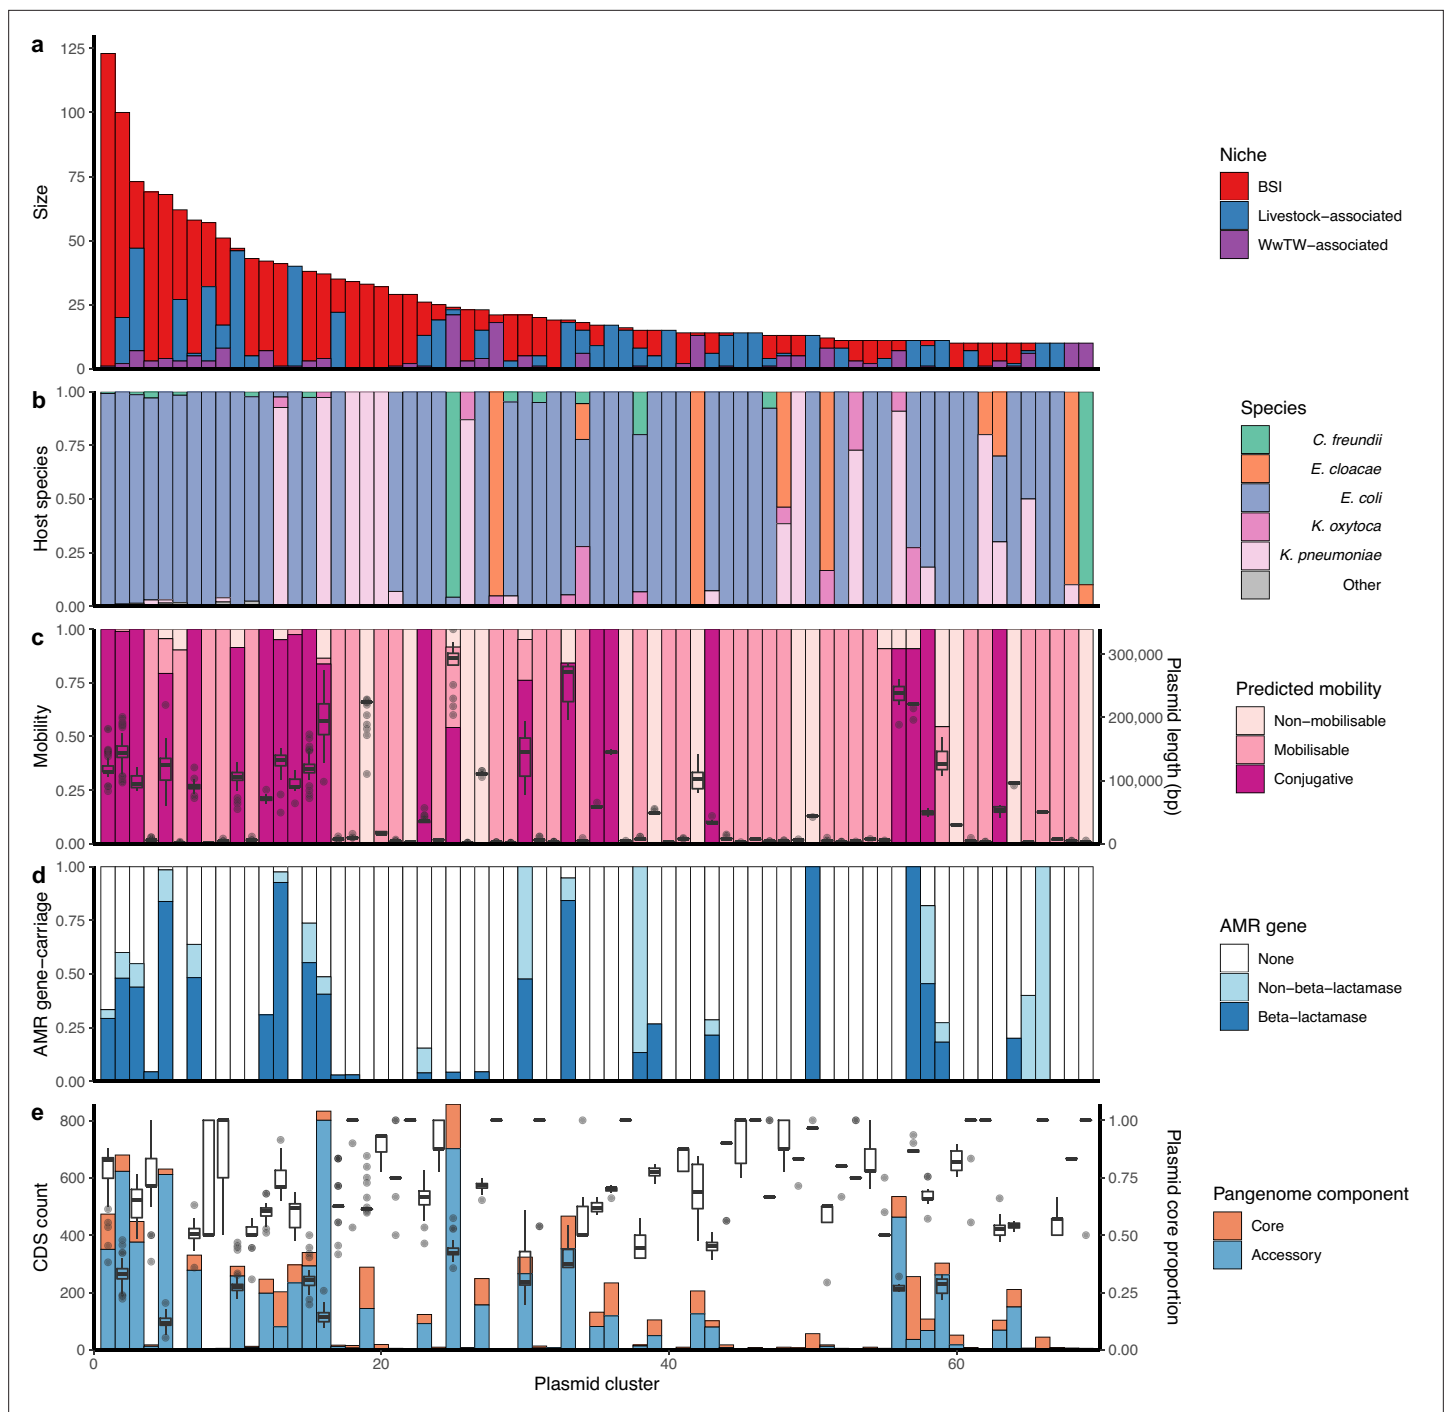 a
125
100
75
50
25
0
Size
Niche
BSI
Livestock−associated
WwTW−associated
b
1.00
0.75
0.50
0.25
0.00
Host species
Species
C. freundii
E. cloacae
E. coli
K. oxytoca
K. pneumoniae
Other
c
1.00
0.75
0.50
0.25
0.00
Mobility
300,000
200,000
100,000
0
Plasmid length (bp)
Predicted mobility
Non−mobilisable
Mobilisable
Conjugative
d
1.00
0.75
0.50
0.25
0.00
AMR gene−carriage
AMR gene
None
Non−beta−lactamase
Beta−lactamase
e
800
600
400
200
0
CDS count
1.00
0.75
0.50
0.25
0.00
Plasmid core proportion
Pangenome component
Core
Accessory
0
20
40
60
Plasmid cluster